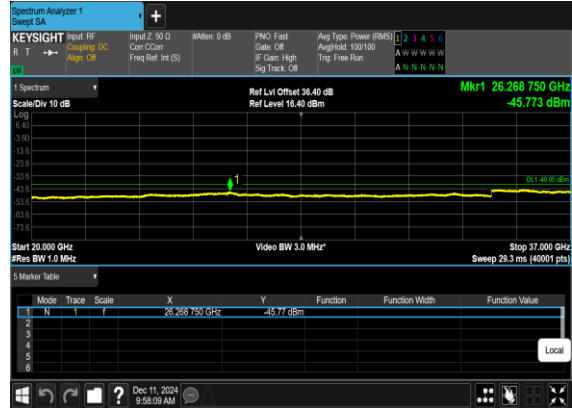 Spectrum Analyzer 1
Swept SA
+
KEYSIGHT Input: RF Input Z: 50 Ω #Atten: 0 dB PNO: Fast Avg Type: Power (RMS) 1 2 3 4 5 6
R T Coupling: DC Corr CCorr Gate: Off Avg|Hold: 100/100 A W W W W W
Align: Off Freq Ref: Int (S) IF Gain: High Trig: Free Run
Sig Track: Off A N N N N N
LW
1 Spectrum Ref Lvl Offset 36.40 dB Mkr1 26.268 750 GHz
Scale/Div 10 dB Ref Level 16.40 dBm -45.773 dBm
Log
6.40
-3.60
-13.6
-23.6
-33.6
-43.6
-53.6
-63.6
-73.6
1
DL1 -40.00 dBm
Start 20.000 GHz Video BW 3.0 MHz* Stop 37.000 GHz
#Res BW 1.0 MHz Sweep 29.3 ms (40001 pts)
5 Marker Table
Mode Trace Scale X Y Function Function Width Function Value
1 N 1 f 26.268 750 GHz -45.77 dBm
2
3
4
5
6
Local
? Dec 11, 2024
9:58:09 AM